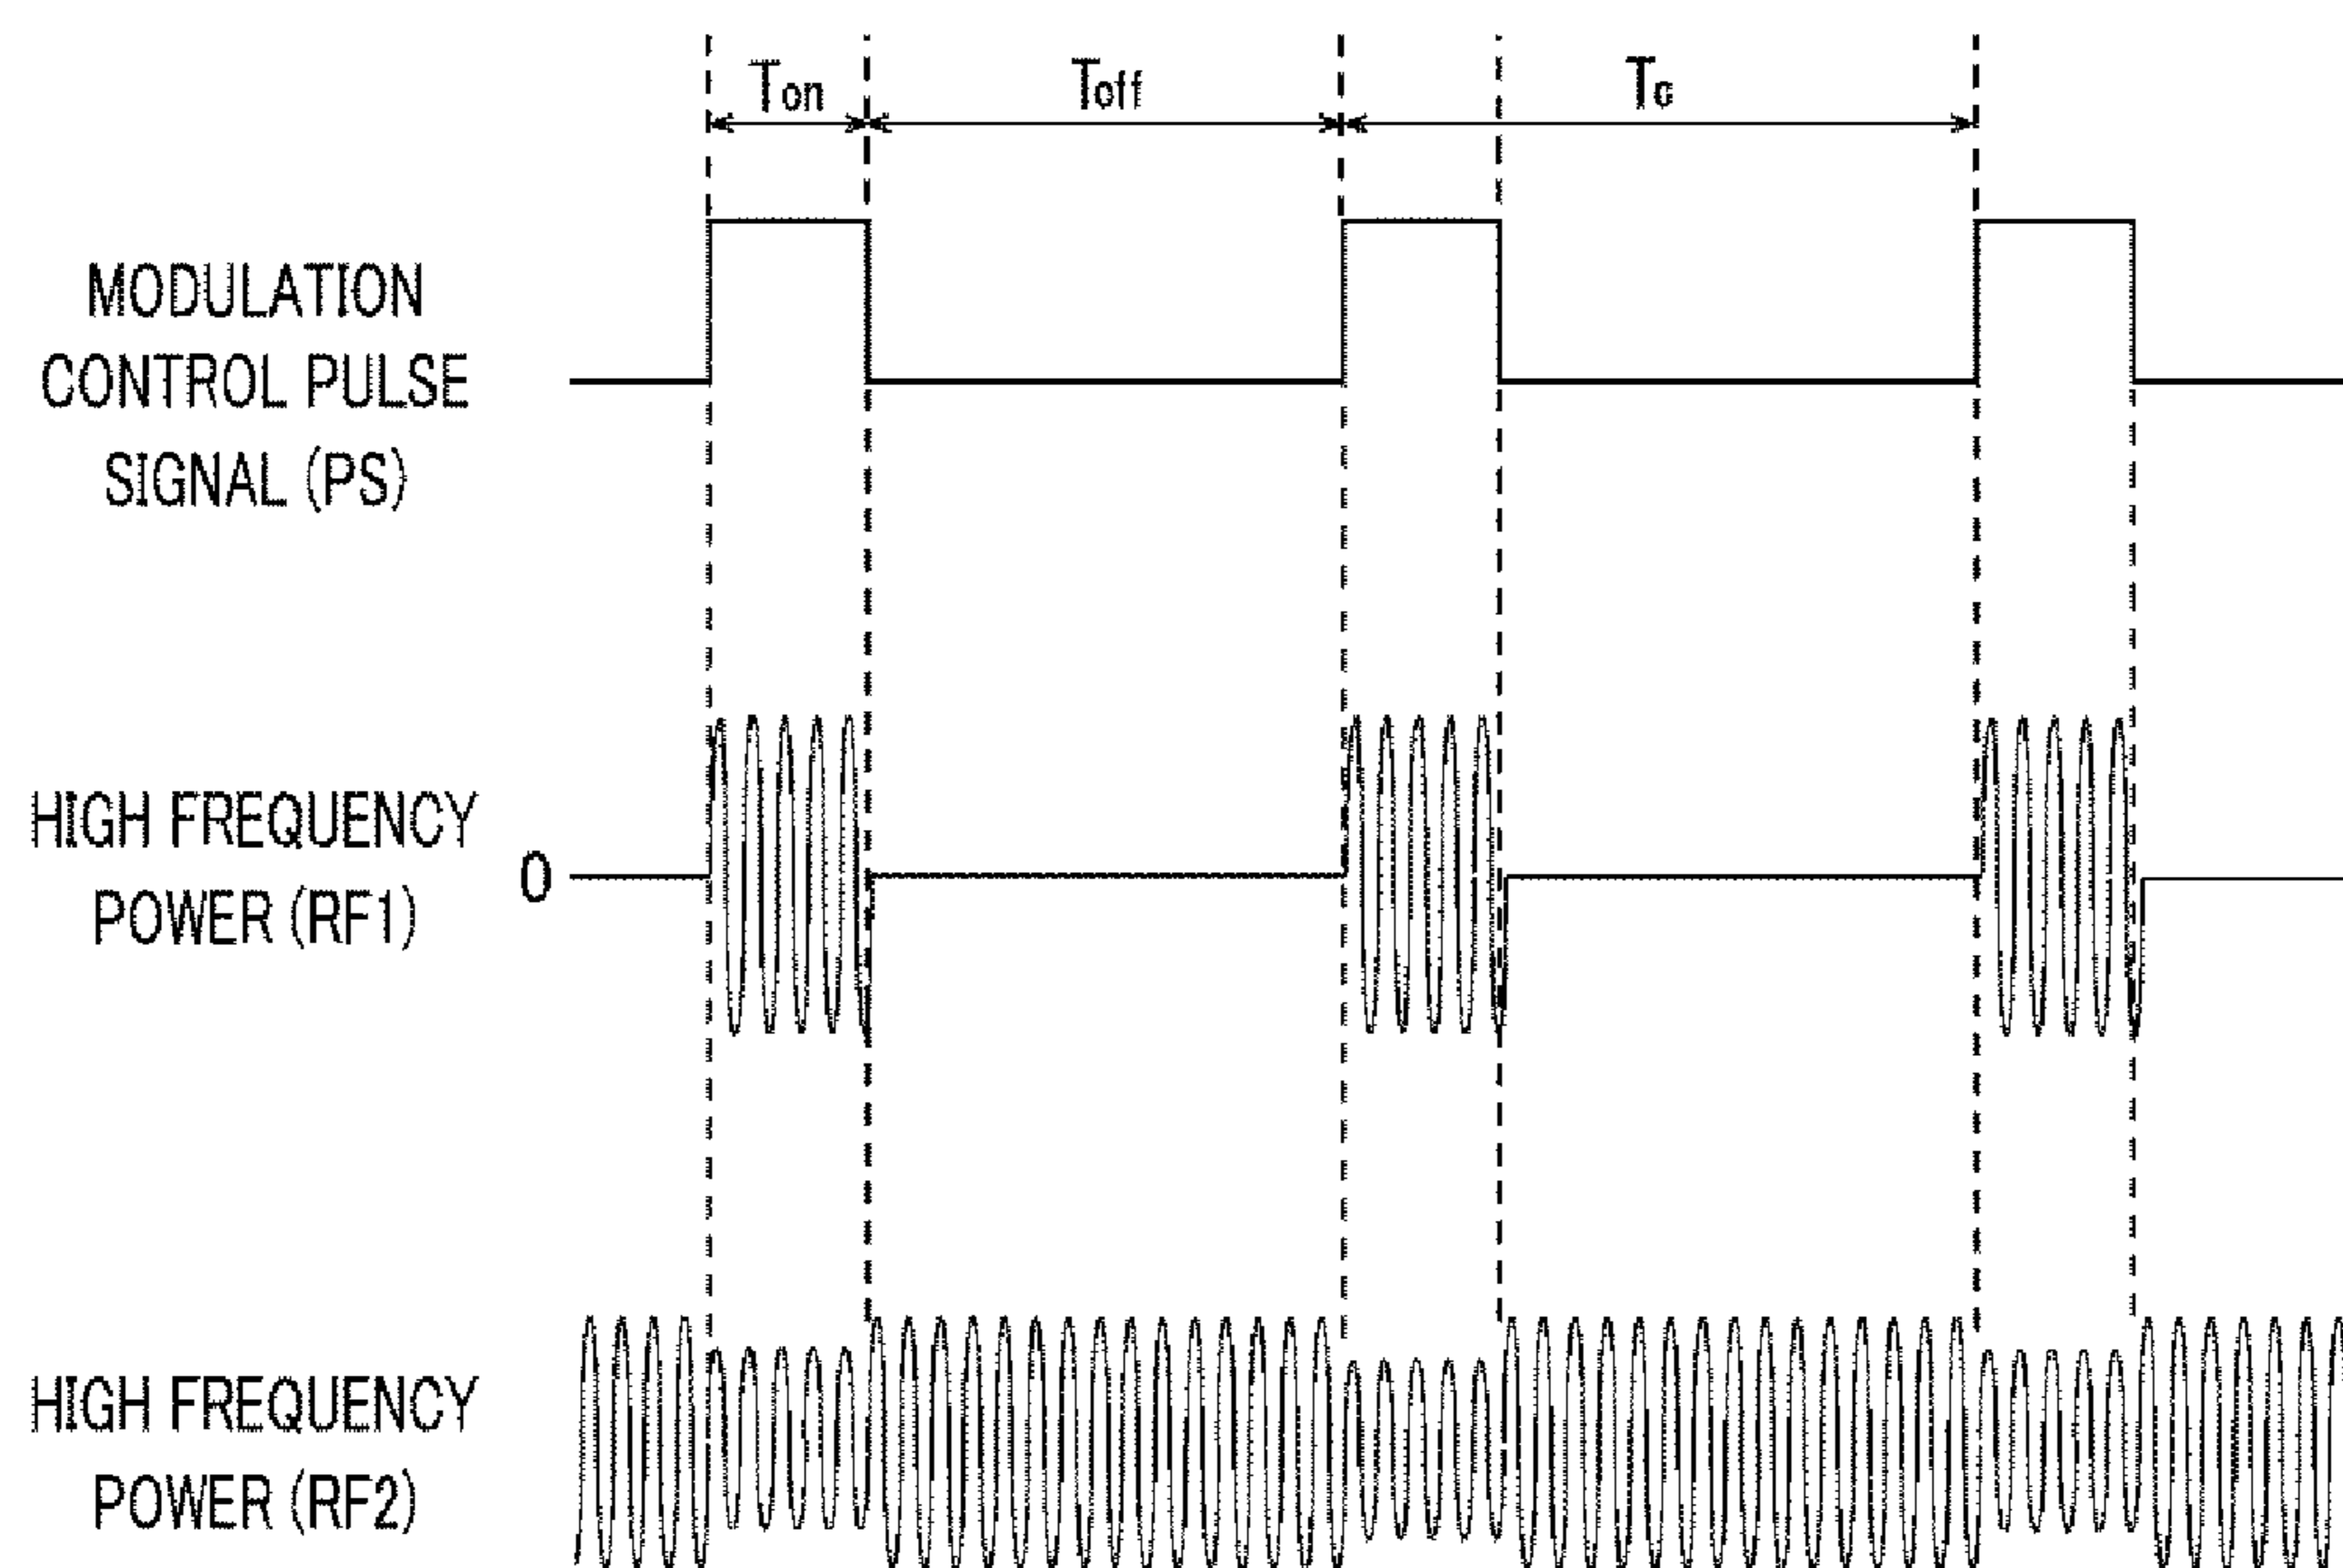 Ton Toff Tc
MODULATION
CONTROL PULSE
SIGNAL (PS)
HIGH FREQUENCY
POWER (RF1)
0
HIGH FREQUENCY
POWER (RF2)